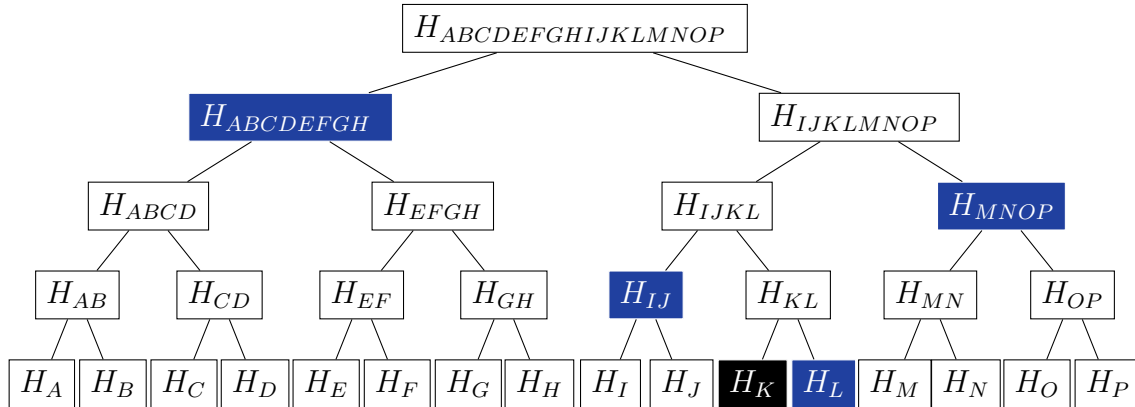 H_ABCDEFGHIJKLMNOP
H_ABCDEFGH H_IJKLMNOP
H_ABCD H_EFGH H_IJKL H_MNOP
H_AB H_CD H_EF H_GH H_IJ H_KL H_MN H_OP
H_A H_B H_C H_D H_E H_F H_G H_H H_I H_J H_K H_L H_M H_N H_O H_P